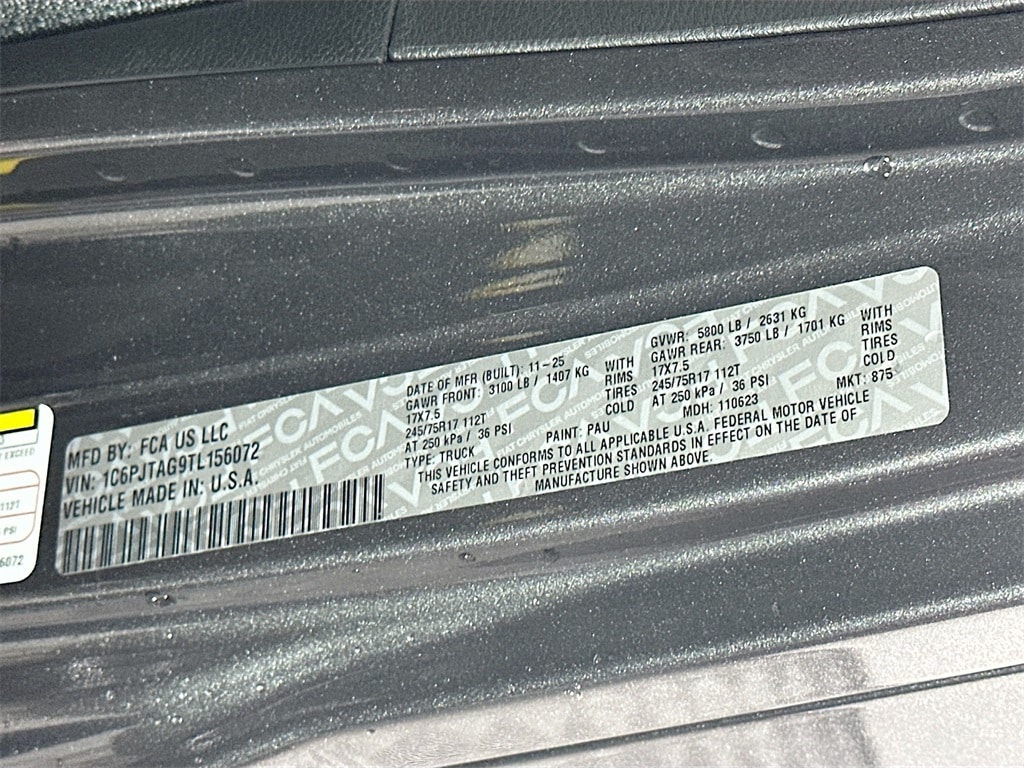 MFD BY: FCA US LLC
VIN: 1C6PJTAG9TL156072
VEHICLE MADE IN: U.S.A.
DATE OF MFR (BUILT): 11-25
GAWR FRONT: 3100 LB / 1407 KG WITH
17X7.5 RIMS
245/75R17 112T TIRES
AT 250 kPa / 36 PSI COLD
TYPE: TRUCK PAINT: PAU
GVWR: 5800 LB / 2631 KG
GAWR REAR: 3750 LB / 1701 KG WITH
17X7.5 RIMS
245/75R17 112T TIRES
AT 250 kPa / 36 PSI COLD
MDH: 110623 MKT: 875
THIS VEHICLE CONFORMS TO ALL APPLICABLE U.S.A. FEDERAL MOTOR VEHICLE
SAFETY AND THEFT PREVENTION STANDARDS IN EFFECT ON THE DATE OF
MANUFACTURE SHOWN ABOVE.
EXCEED
112T
PSI
6072